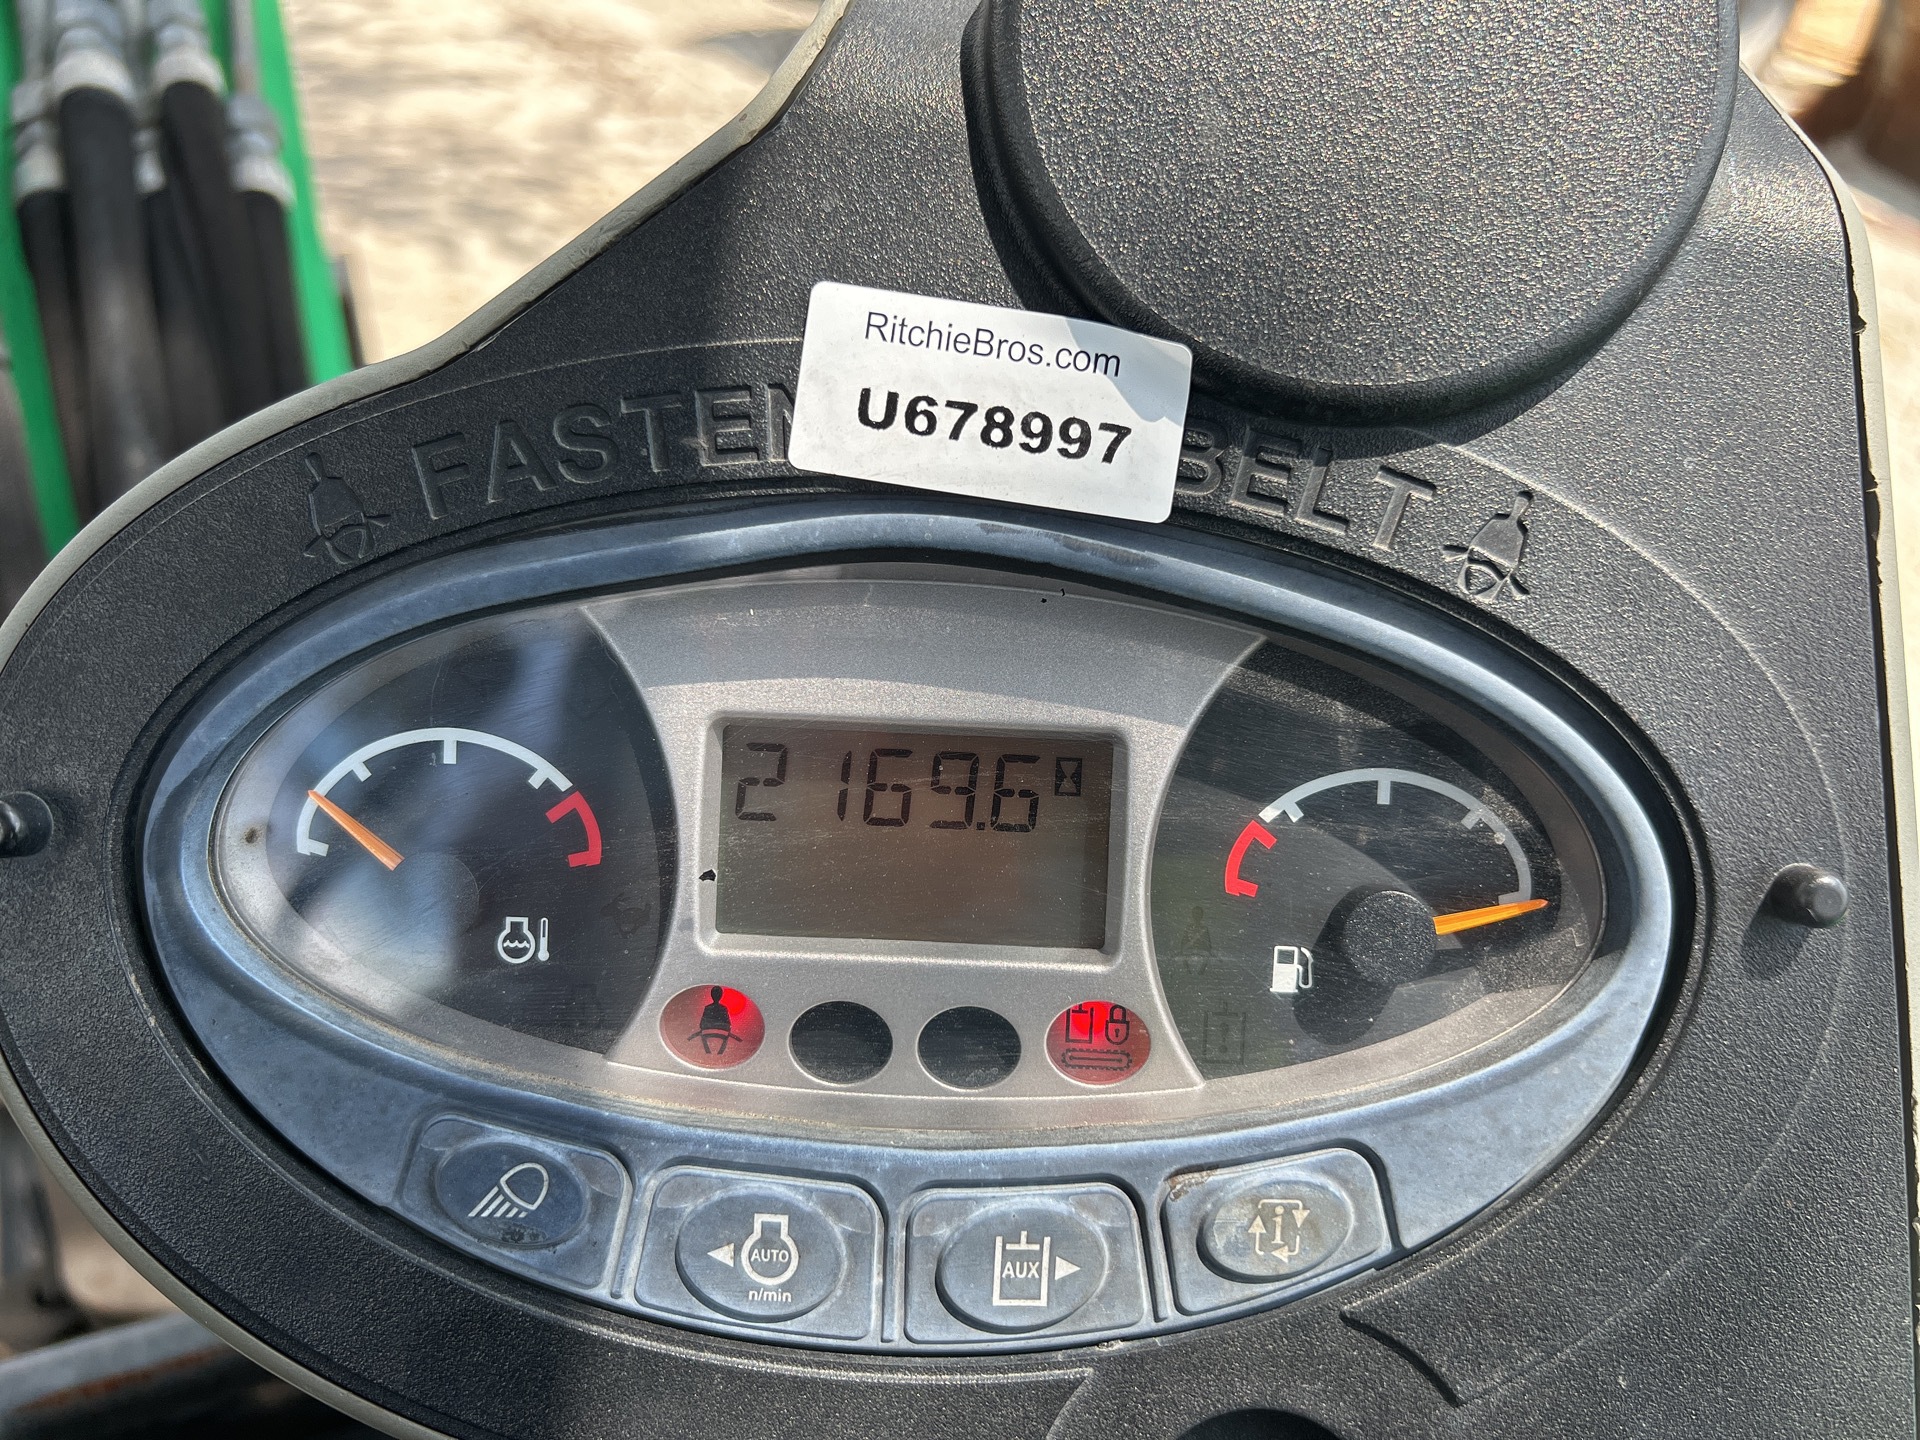 RitchieBros.com
U678997
FASTEN BELT
2169.6
AUTO
n/min
AUX
i